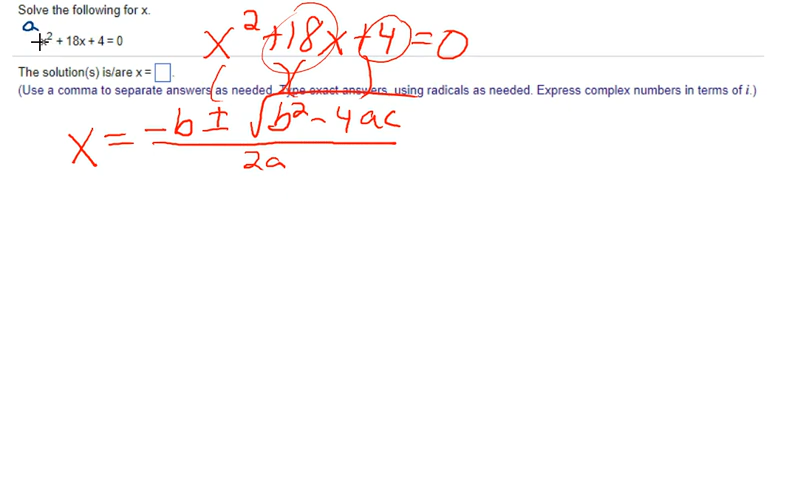 Solve the following for x.
a
x² + 18x + 4 = 0
x² + 18x + 4 = 0
The solution(s) is/are x = .
(Use a comma to separate answers as needed. Type exact answers, using radicals as needed. Express complex numbers in terms of i.)
x = -b ± √b² - 4ac
2a